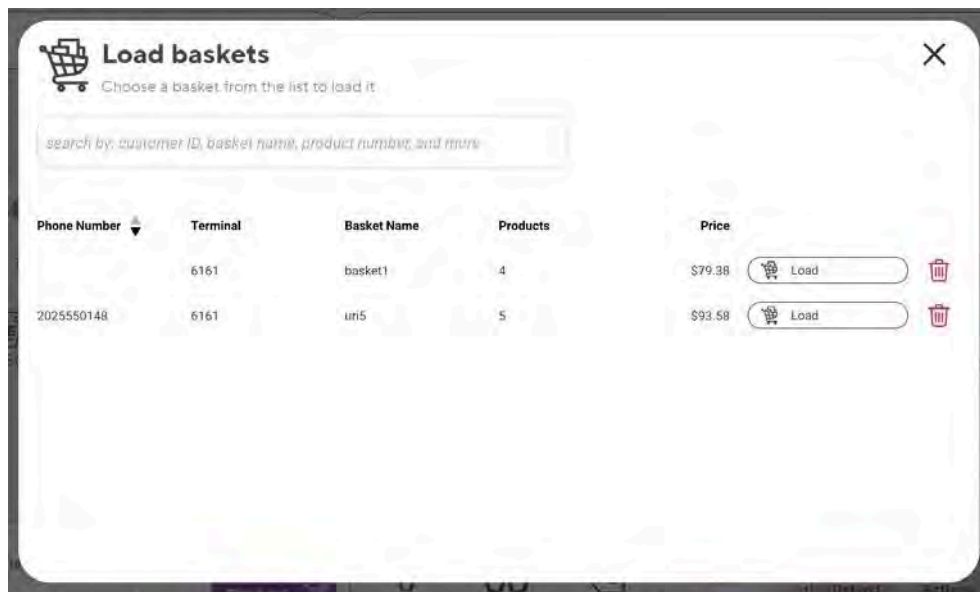 Load baskets
Choose a basket from the list to load it
search by: customer ID, basket name, product number, and more
Phone Number Terminal Basket Name Products Price
6161 basket1 4 $79.38 Load
2025550148 6161 uri5 5 $93.58 Load